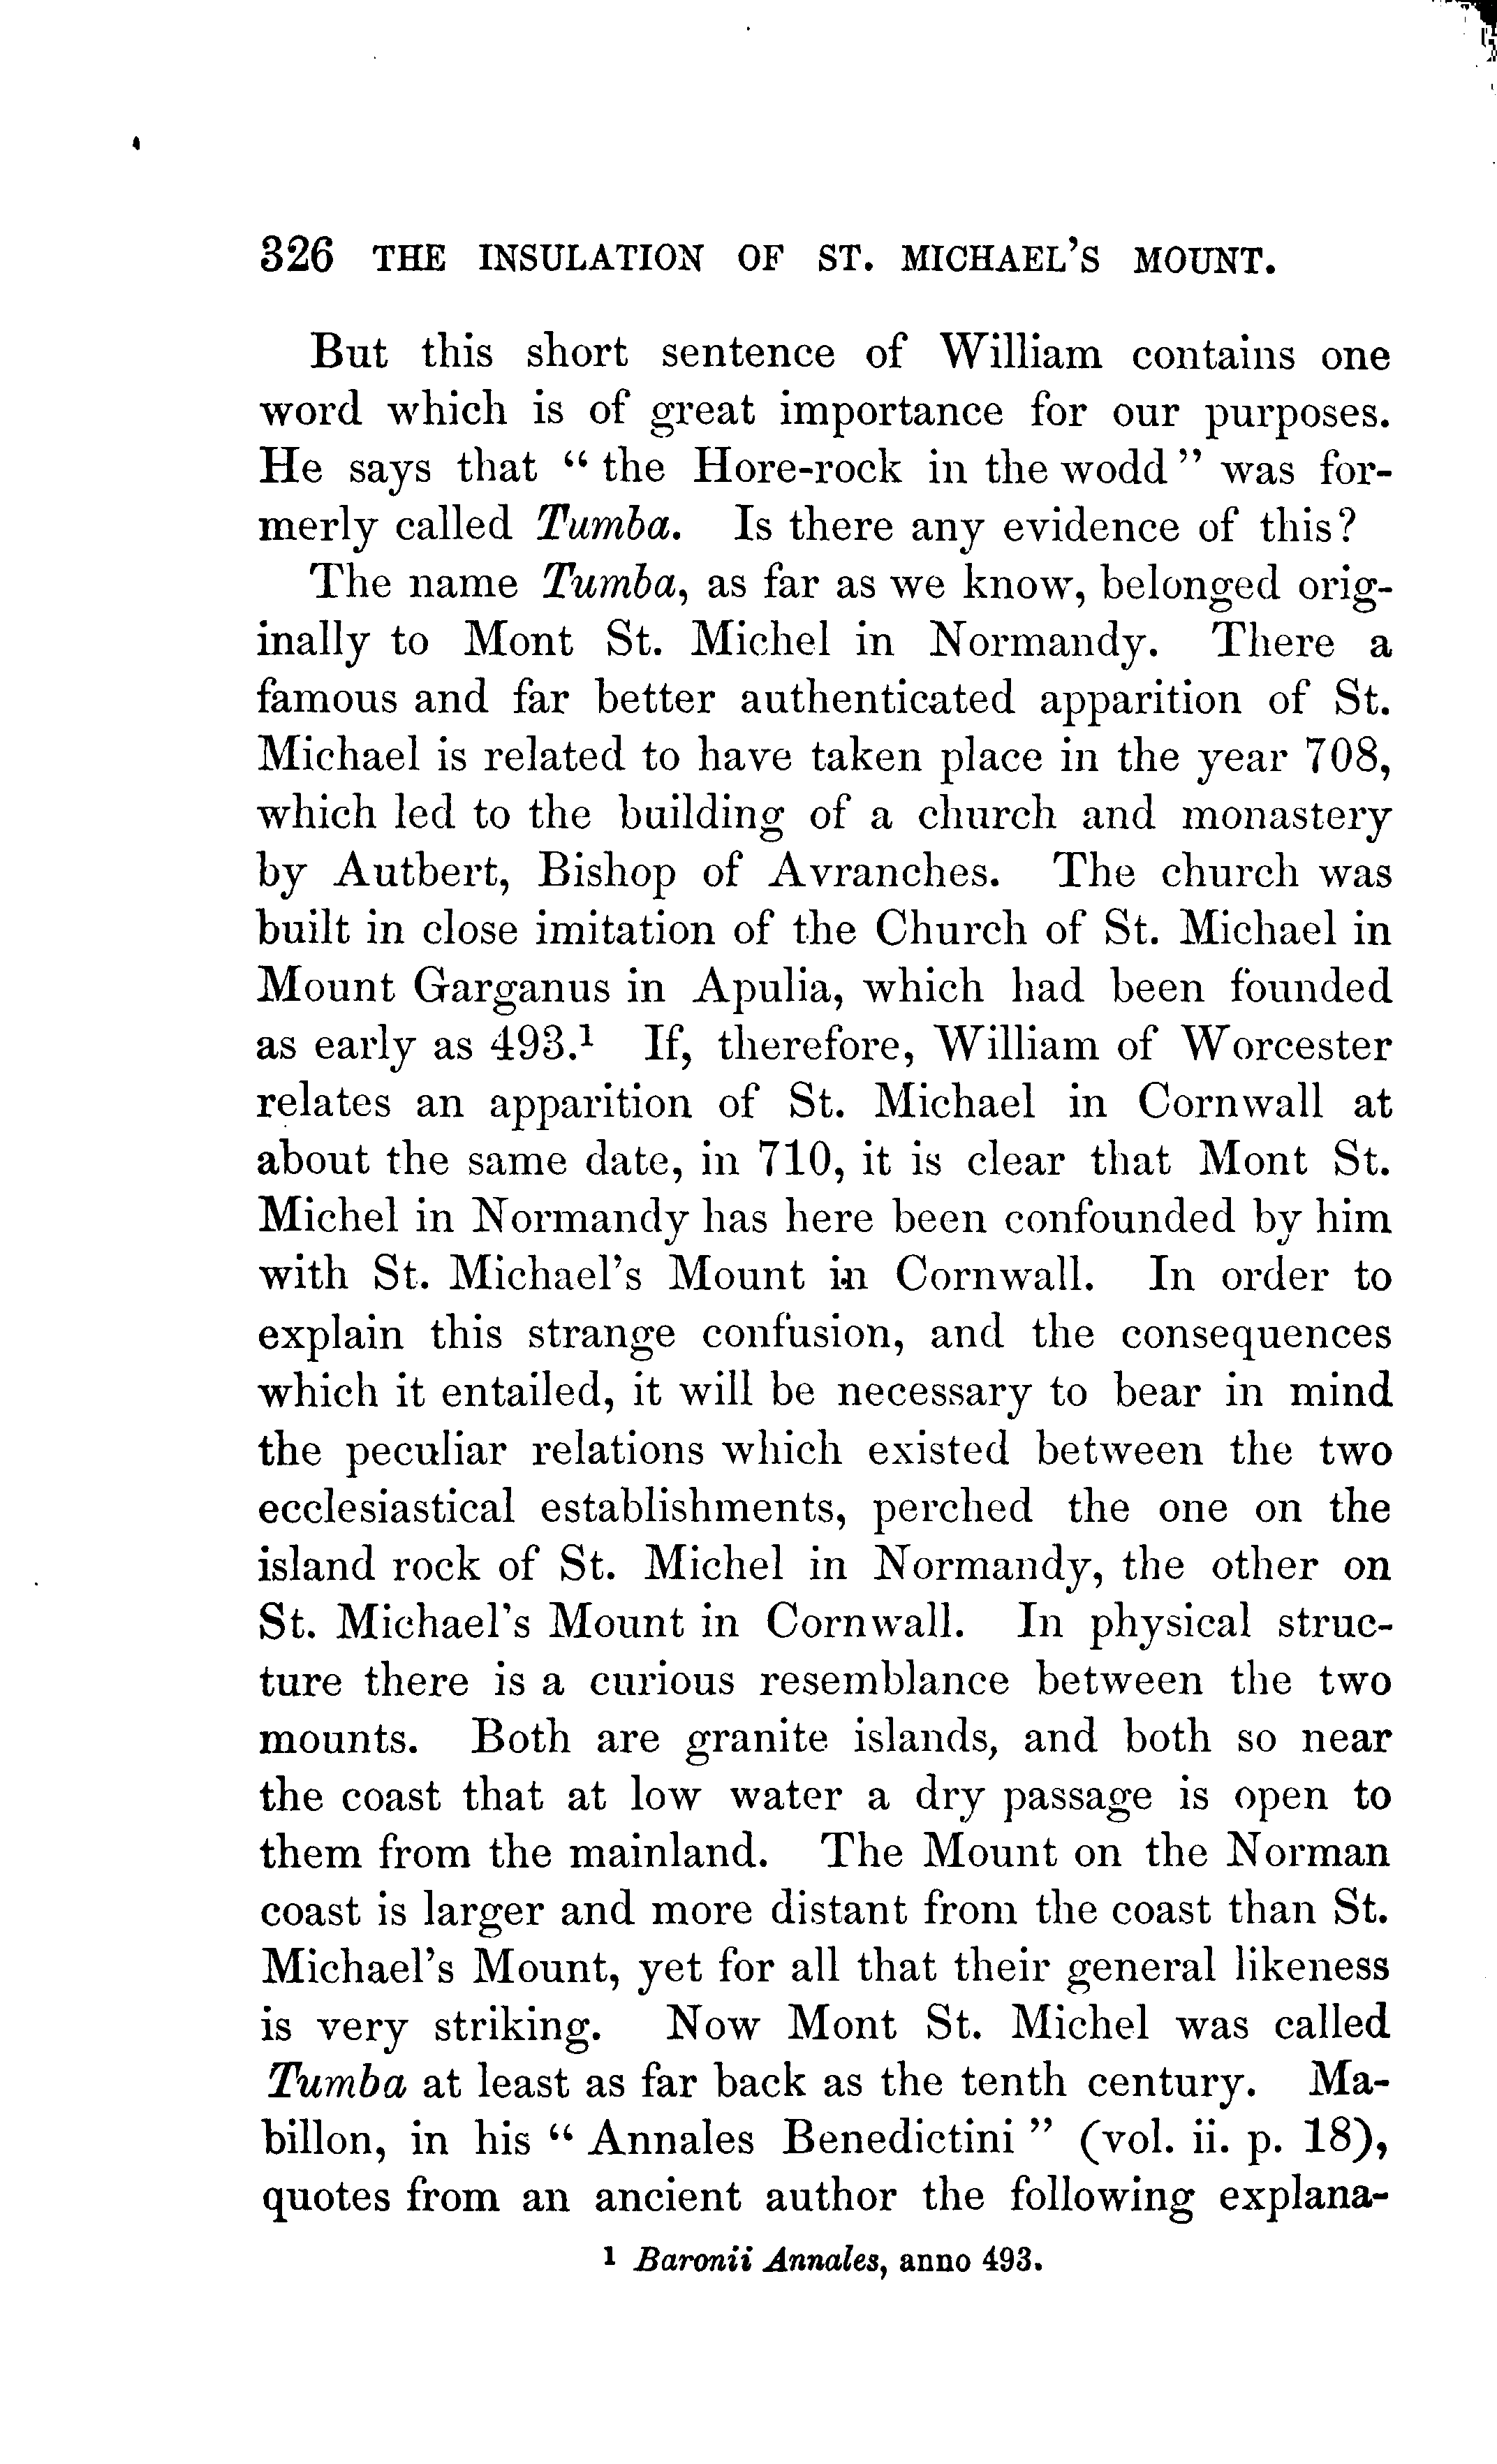 326 THE INSULATION OF ST. MICHAEL'S MOUNT.
But this short sentence of William contains one
word which is of great importance for our purposes.
He says that “ the Hore-rock in the wodd ” was for-
merly called Tumba. Is there any evidence of this?
The name Tumba, as far as we know, belonged orig-
inally to Mont St. Michel in Normandy. There a
famous and far better authenticated apparition of St.
Michael is related to have taken place in the year 708,
which led to the building of a church and monastery
by Autbert, Bishop of Avranches. The church was
built in close imitation of the Church of St. Michael in
Mount Garganus in Apulia, which had been founded
as early as 493.¹ If, therefore, William of Worcester
relates an apparition of St. Michael in Cornwall at
about the same date, in 710, it is clear that Mont St.
Michel in Normandy has here been confounded by him
with St. Michael's Mount in Cornwall. In order to
explain this strange confusion, and the consequences
which it entailed, it will be necessary to bear in mind
the peculiar relations which existed between the two
ecclesiastical establishments, perched the one on the
island rock of St. Michel in Normandy, the other on
St. Michael's Mount in Cornwall. In physical struc-
ture there is a curious resemblance between the two
mounts. Both are granite islands, and both so near
the coast that at low water a dry passage is open to
them from the mainland. The Mount on the Norman
coast is larger and more distant from the coast than St.
Michael's Mount, yet for all that their general likeness
is very striking. Now Mont St. Michel was called
Tumba at least as far back as the tenth century. Ma-
billon, in his “ Annales Benedictini ” (vol. ii. p. 18),
quotes from an ancient author the following explana-
¹ Baronii Annales, anno 493.